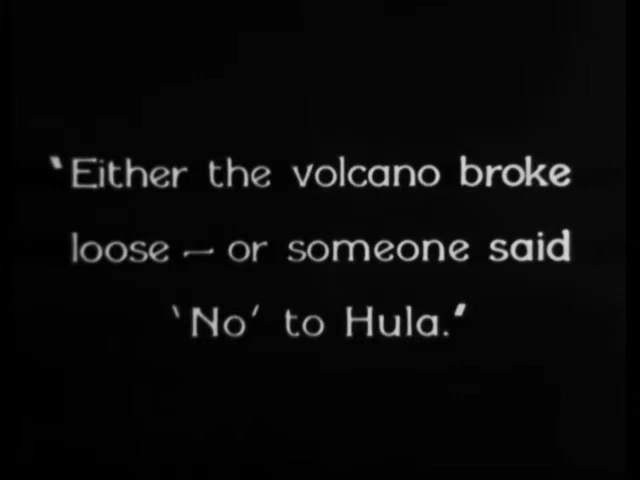 "Either the volcano broke
loose — or someone said
'No' to Hula."